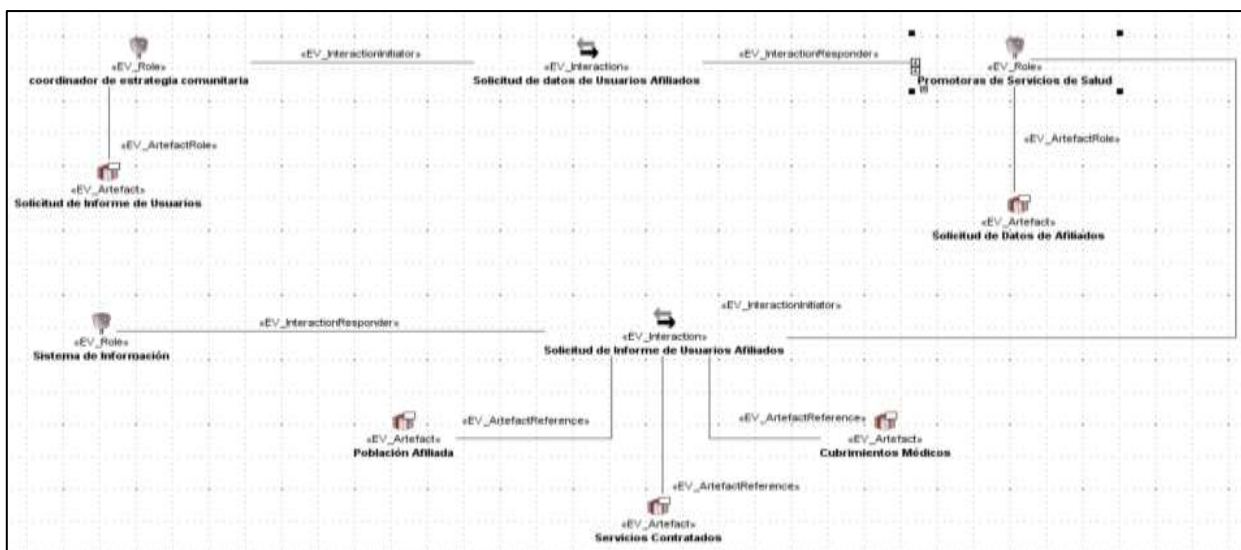 «EV_InteractionInitiator»
«EV_InteractionResponder»
«EV_Role»
coordinador de estrategia comunitaria
«EV_Interaction»
Solicitud de datos de Usuarios Afiliados
«EV_Role»
Promotoras de Servicios de Salud
«EV_ArtefactRole»
«EV_ArtefactRole»
«EV_Artefact»
Solicitud de Informe de Usuarios
«EV_Artefact»
Solicitud de Datos de Afiliados
«EV_InteractionInitiator»
«EV_InteractionResponder»
«EV_Role»
Sistema de Información
«EV_Interaction»
Solicitud de Informe de Usuarios Afiliados
«EV_ArtefactReference»
«EV_ArtefactReference»
«EV_Artefact»
Población Afiliada
«EV_Artefact»
Cubrimientos Médicos
«EV_ArtefactReference»
«EV_Artefact»
Servicios Contratados